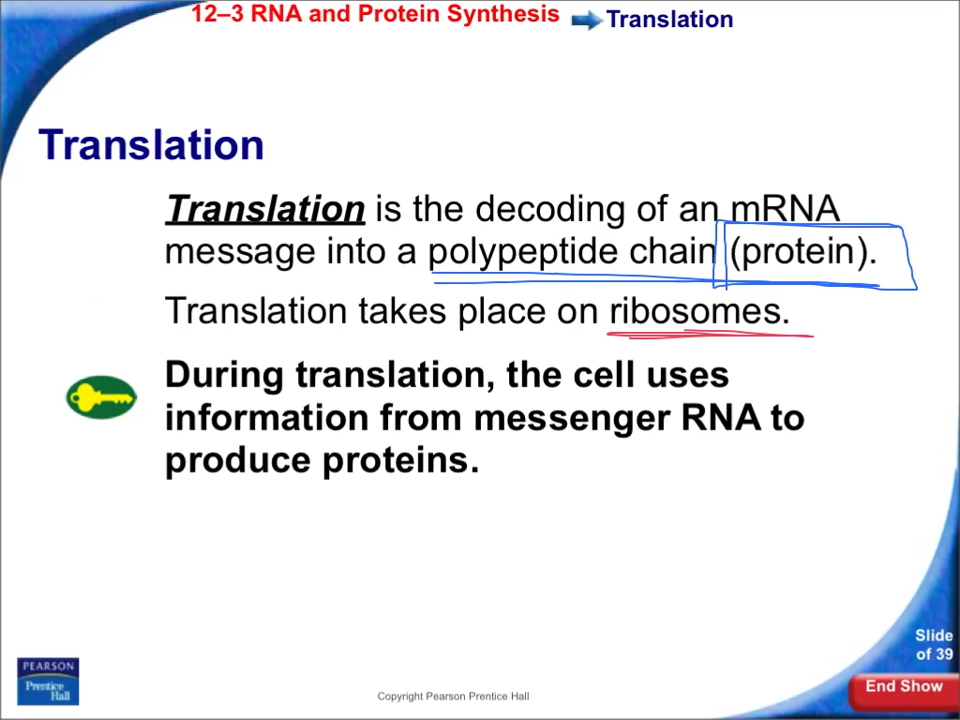 12–3 RNA and Protein Synthesis
Translation
Translation
Translation is the decoding of an mRNA
message into a polypeptide chain (protein).
Translation takes place on ribosomes.
During translation, the cell uses
information from messenger RNA to
produce proteins.
Slide
of 39
End Show
PEARSON
Prentice
Hall
Copyright Pearson Prentice Hall